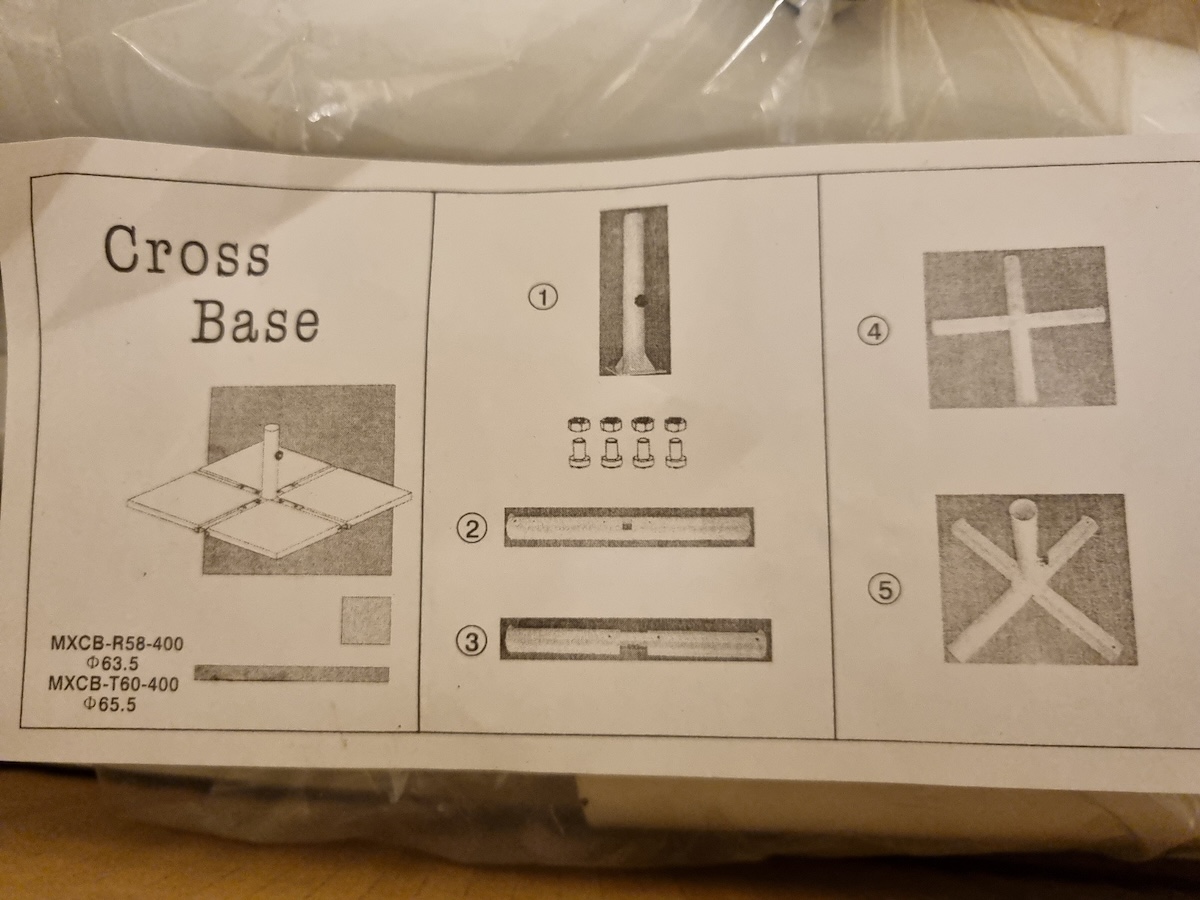 Cross
Base
MXCB-R58-400
Φ63.5
MXCB-T60-400
Φ65.5
①
②
③
④
⑤